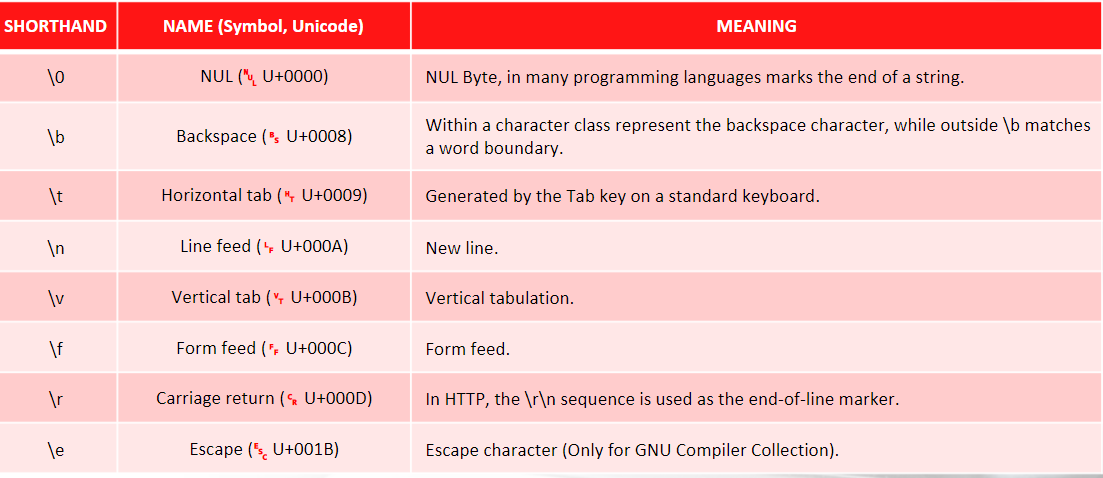 SHORTHAND NAME (Symbol, Unicode) MEANING
\0 NUL (␀ U+0000) NUL Byte, in many programming languages marks the end of a string.
\b Backspace (␈ U+0008) Within a character class represent the backspace character, while outside \b matches
a word boundary.
\t Horizontal tab (␉ U+0009) Generated by the Tab key on a standard keyboard.
\n Line feed (␊ U+000A) New line.
\v Vertical tab (␋ U+000B) Vertical tabulation.
\f Form feed (␌ U+000C) Form feed.
\r Carriage return (␍ U+000D) In HTTP, the \r\n sequence is used as the end-of-line marker.
\e Escape (␛ U+001B) Escape character (Only for GNU Compiler Collection).